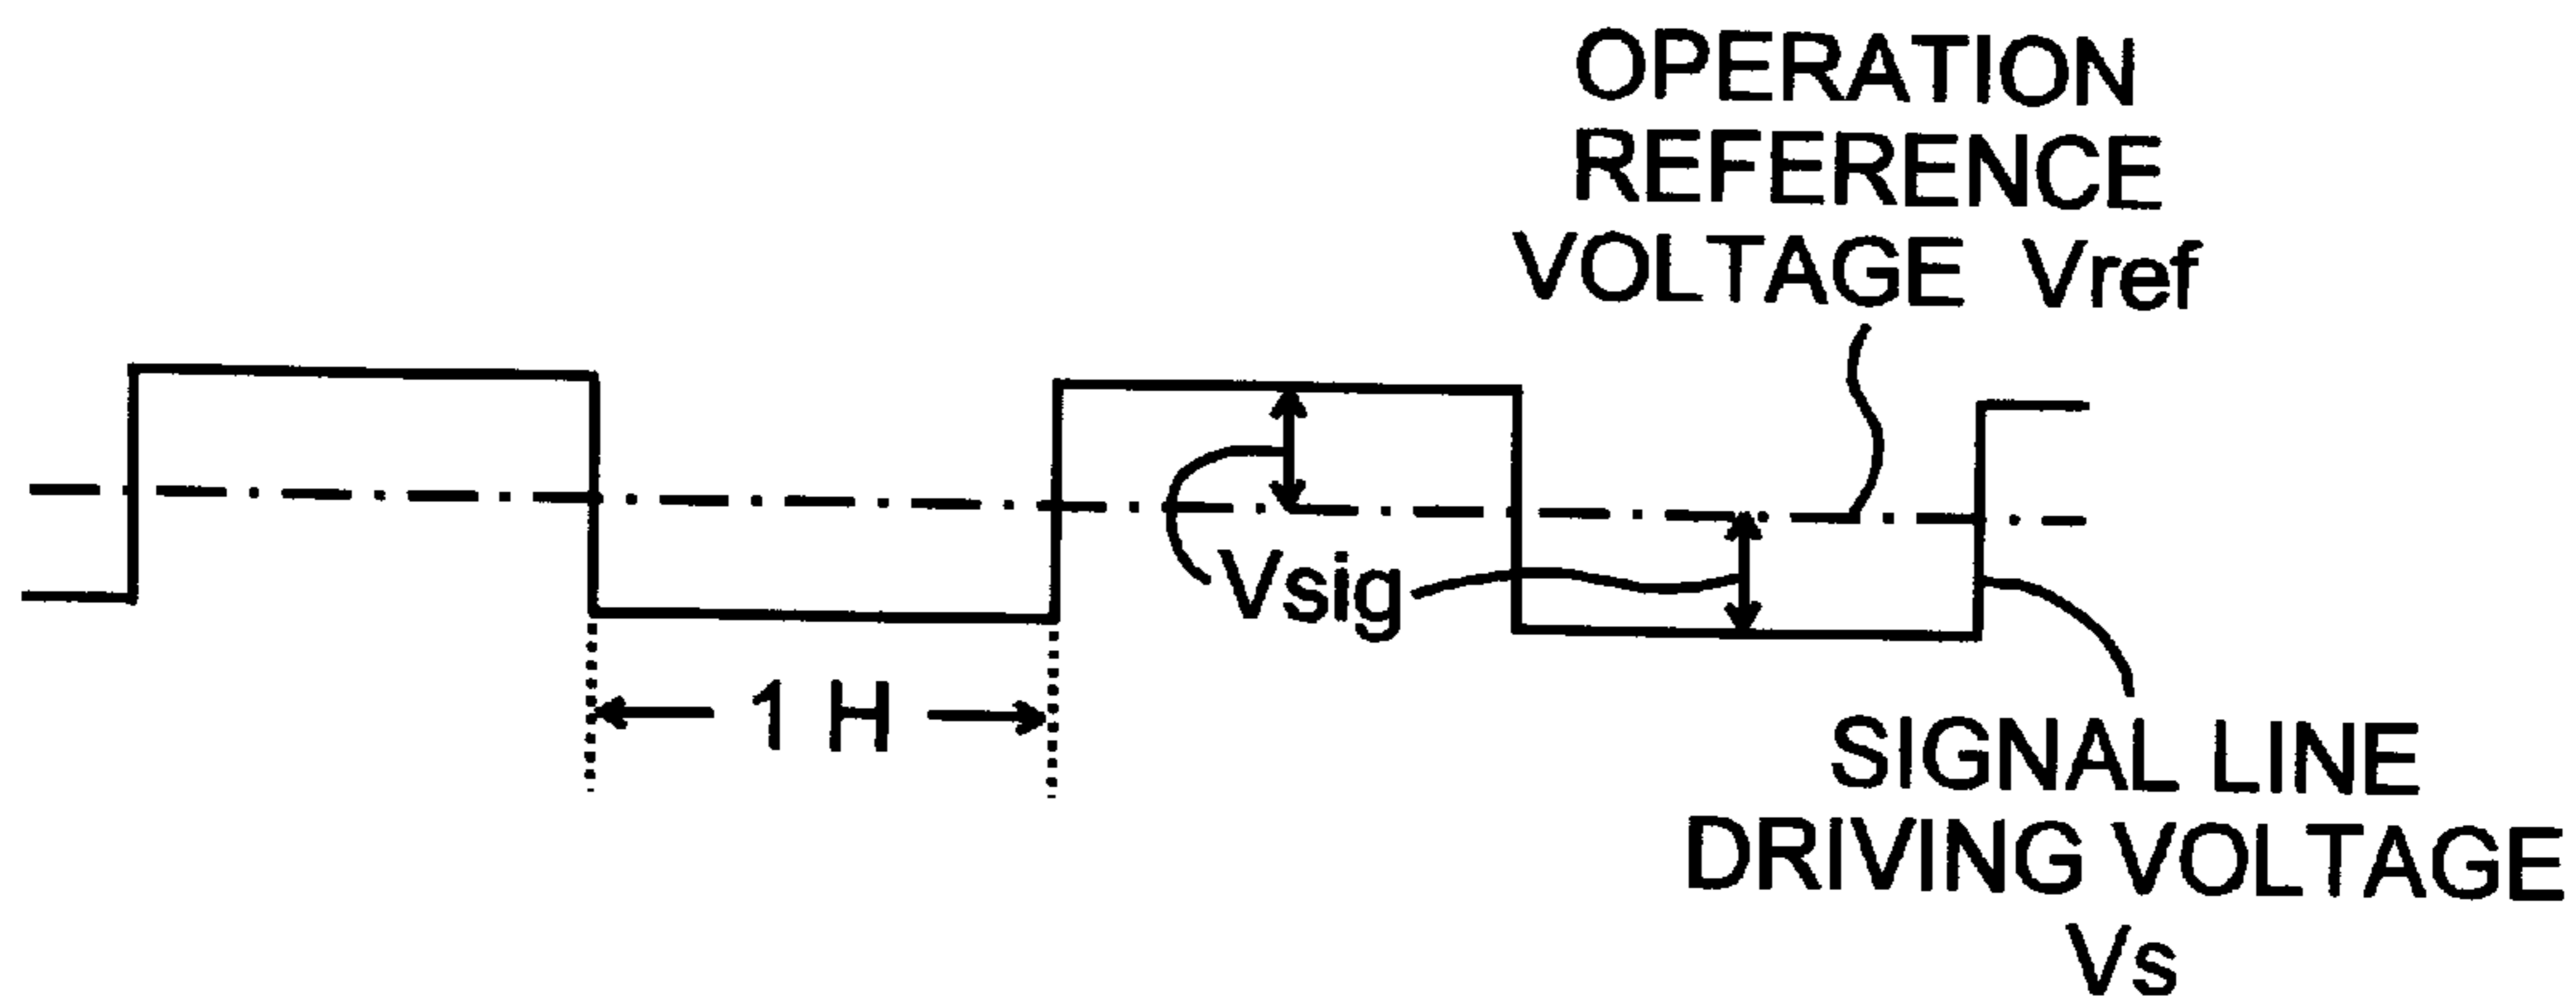 OPERATION
REFERENCE
VOLTAGE Vref
Vsig
1 H
SIGNAL LINE
DRIVING VOLTAGE
Vs